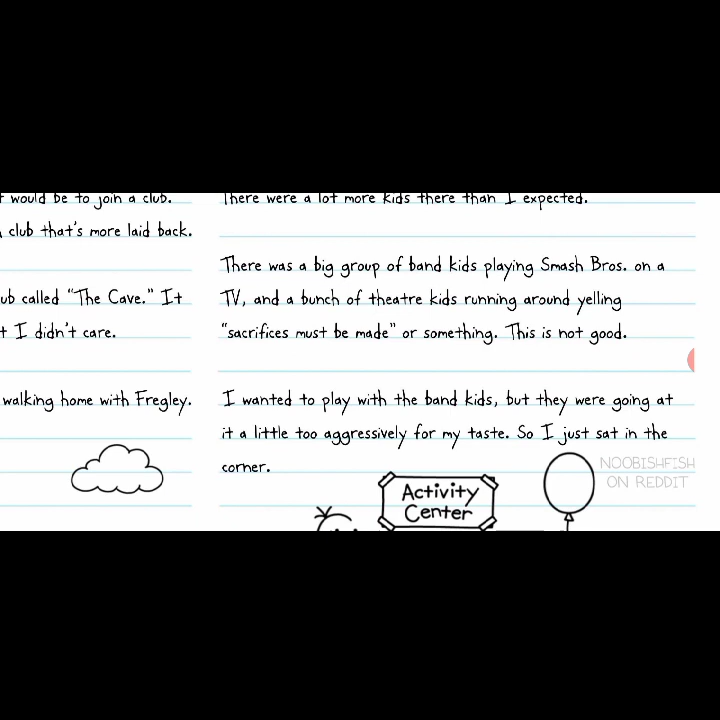 t would be to join a club.
club that's more laid back.
ub called "The Cave." It
t I didn't care.
walking home with Fregley.
There were a lot more kids there than I expected.
There was a big group of band kids playing Smash Bros. on a
TV, and a bunch of theatre kids running around yelling
"sacrifices must be made" or something. This is not good.
I wanted to play with the band kids, but they were going at
it a little too aggressively for my taste. So I just sat in the
corner.
Activity
Center
NOOBISHFISH
ON REDDIT